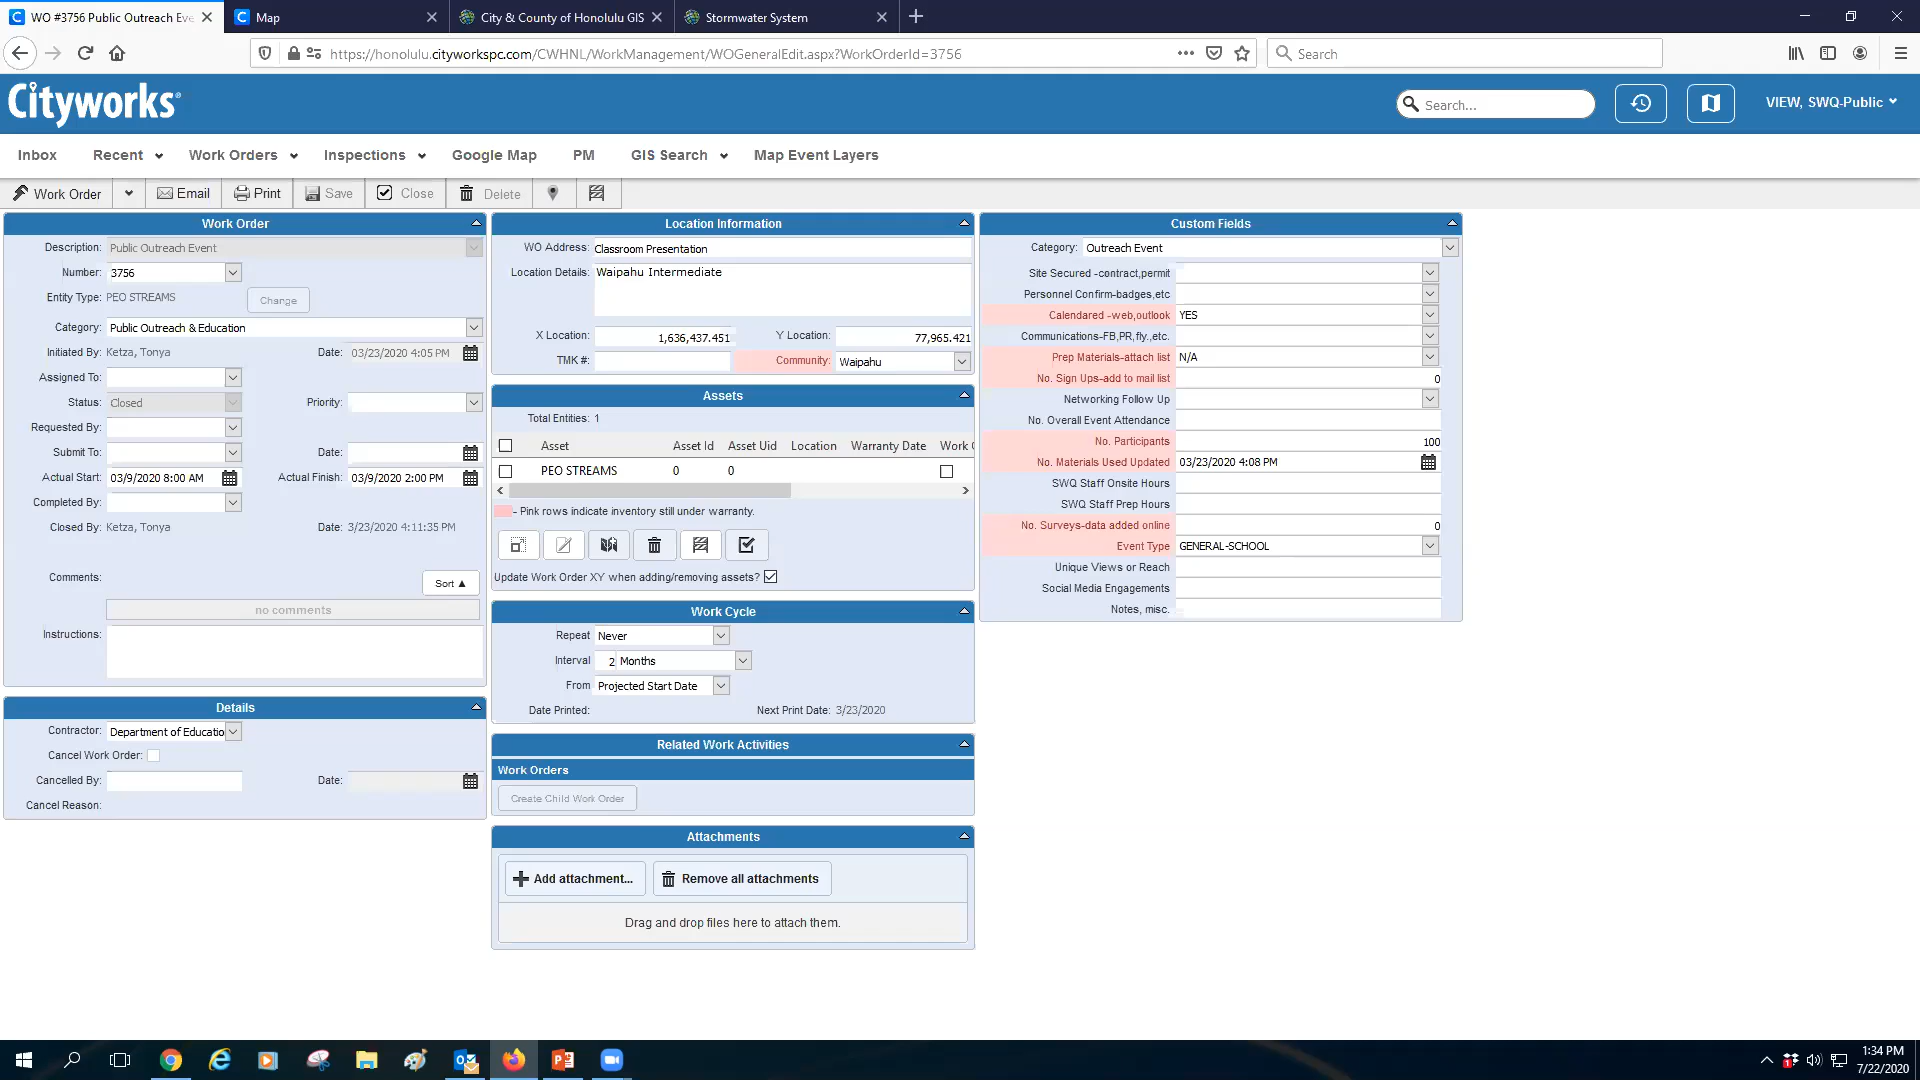 WO #3756 Public Outreach Eve
Map
City & County of Honolulu GIS
Stormwater System
https://honolulu.cityworkspc.com/CWHNL/WorkManagement/WOGeneralEdit.aspx?WorkOrderId=3756
Search
Cityworks
Search...
VIEW, SWQ-Public
Inbox
Recent
Work Orders
Inspections
Google Map
PM
GIS Search
Map Event Layers
Work Order
Email
Print
Save
Close
Delete
Work Order
Description: Public Outreach Event
Number: 3756
Entity Type: PEO STREAMS
Change
Category: Public Outreach & Education
Initiated By: Ketza, Tonya Date: 03/23/2020 4:05 PM
Assigned To:
Status: Closed Priority:
Requested By:
Submit To: Date:
Actual Start: 03/9/2020 8:00 AM Actual Finish: 03/9/2020 2:00 PM
Completed By:
Closed By: Ketza, Tonya Date: 3/23/2020 4:11:35 PM
Comments: Sort ▲
no comments
Instructions:
Details
Contractor: Department of Educatio
Cancel Work Order:
Cancelled By: Date:
Cancel Reason:
Location Information
WO Address: Classroom Presentation
Location Details: Waipahu Intermediate
X Location: 1,636,437.451 Y Location: 77,965.421
TMK #: Community: Waipahu
Assets
Total Entities: 1
Asset Asset Id Asset Uid Location Warranty Date Work
PEO STREAMS 0 0
- Pink rows indicate inventory still under warranty.
Update Work Order XY when adding/removing assets?
Work Cycle
Repeat Never
Interval 2 Months
From Projected Start Date
Date Printed: Next Print Date: 3/23/2020
Related Work Activities
Work Orders
Create Child Work Order
Attachments
Add attachment...
Remove all attachments
Drag and drop files here to attach them.
Custom Fields
Category: Outreach Event
Site Secured -contract,permit
Personnel Confirm-badges,etc
Calendared -web,outlook YES
Communications-FB,PR,fly.,etc.
Prep Materials-attach list N/A
No. Sign Ups-add to mail list 0
Networking Follow Up
No. Overall Event Attendance
No. Participants 100
No. Materials Used Updated 03/23/2020 4:08 PM
SWQ Staff Onsite Hours
SWQ Staff Prep Hours
No. Surveys-data added online 0
Event Type GENERAL-SCHOOL
Unique Views or Reach
Social Media Engagements
Notes, misc.
1:34 PM
7/22/2020